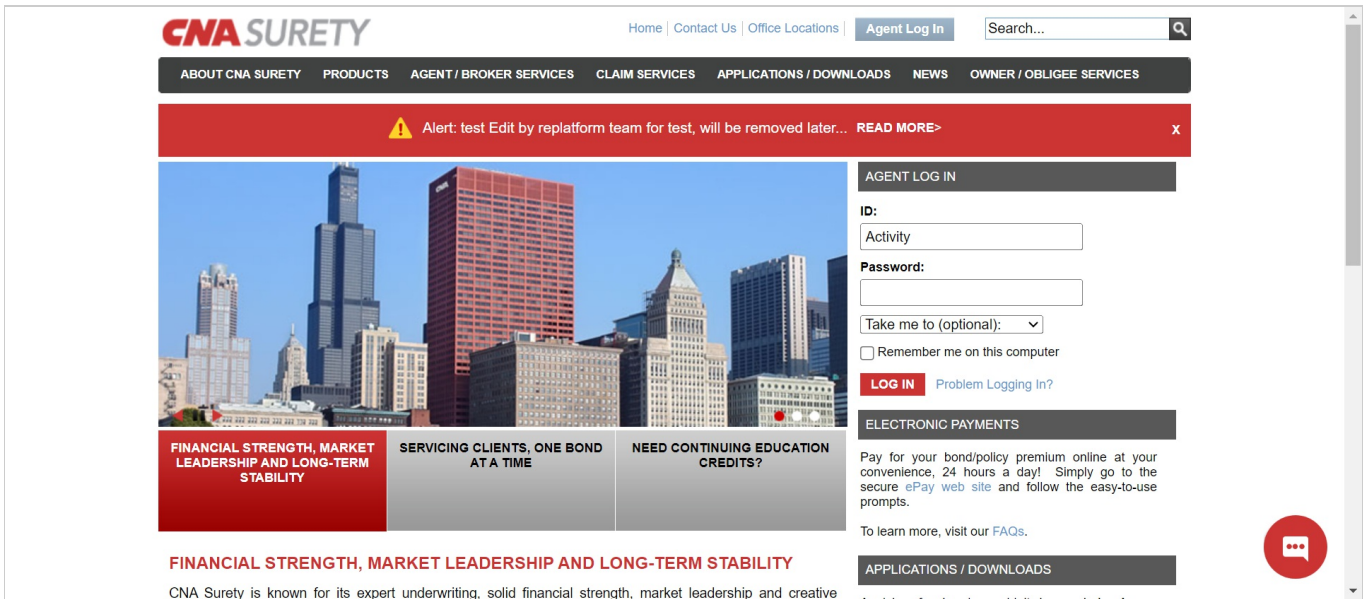 CNA SURETY
Home | Contact Us | Office Locations | Agent Log In Search...
ABOUT CNA SURETY PRODUCTS AGENT / BROKER SERVICES CLAIM SERVICES APPLICATIONS / DOWNLOADS NEWS OWNER / OBLIGEE SERVICES
Alert: test Edit by replatform team for test, will be removed later... READ MORE> X
CNA
FINANCIAL STRENGTH, MARKET
LEADERSHIP AND LONG-TERM
STABILITY
SERVICING CLIENTS, ONE BOND
AT A TIME
NEED CONTINUING EDUCATION
CREDITS?
FINANCIAL STRENGTH, MARKET LEADERSHIP AND LONG-TERM STABILITY
CNA Surety is known for its expert underwriting, solid financial strength, market leadership and creative
AGENT LOG IN
ID:
Activity
Password:
Take me to (optional):
Remember me on this computer
LOG IN Problem Logging In?
ELECTRONIC PAYMENTS
Pay for your bond/policy premium online at your
convenience, 24 hours a day! Simply go to the
secure ePay web site and follow the easy-to-use
prompts.
To learn more, visit our FAQs.
APPLICATIONS / DOWNLOADS